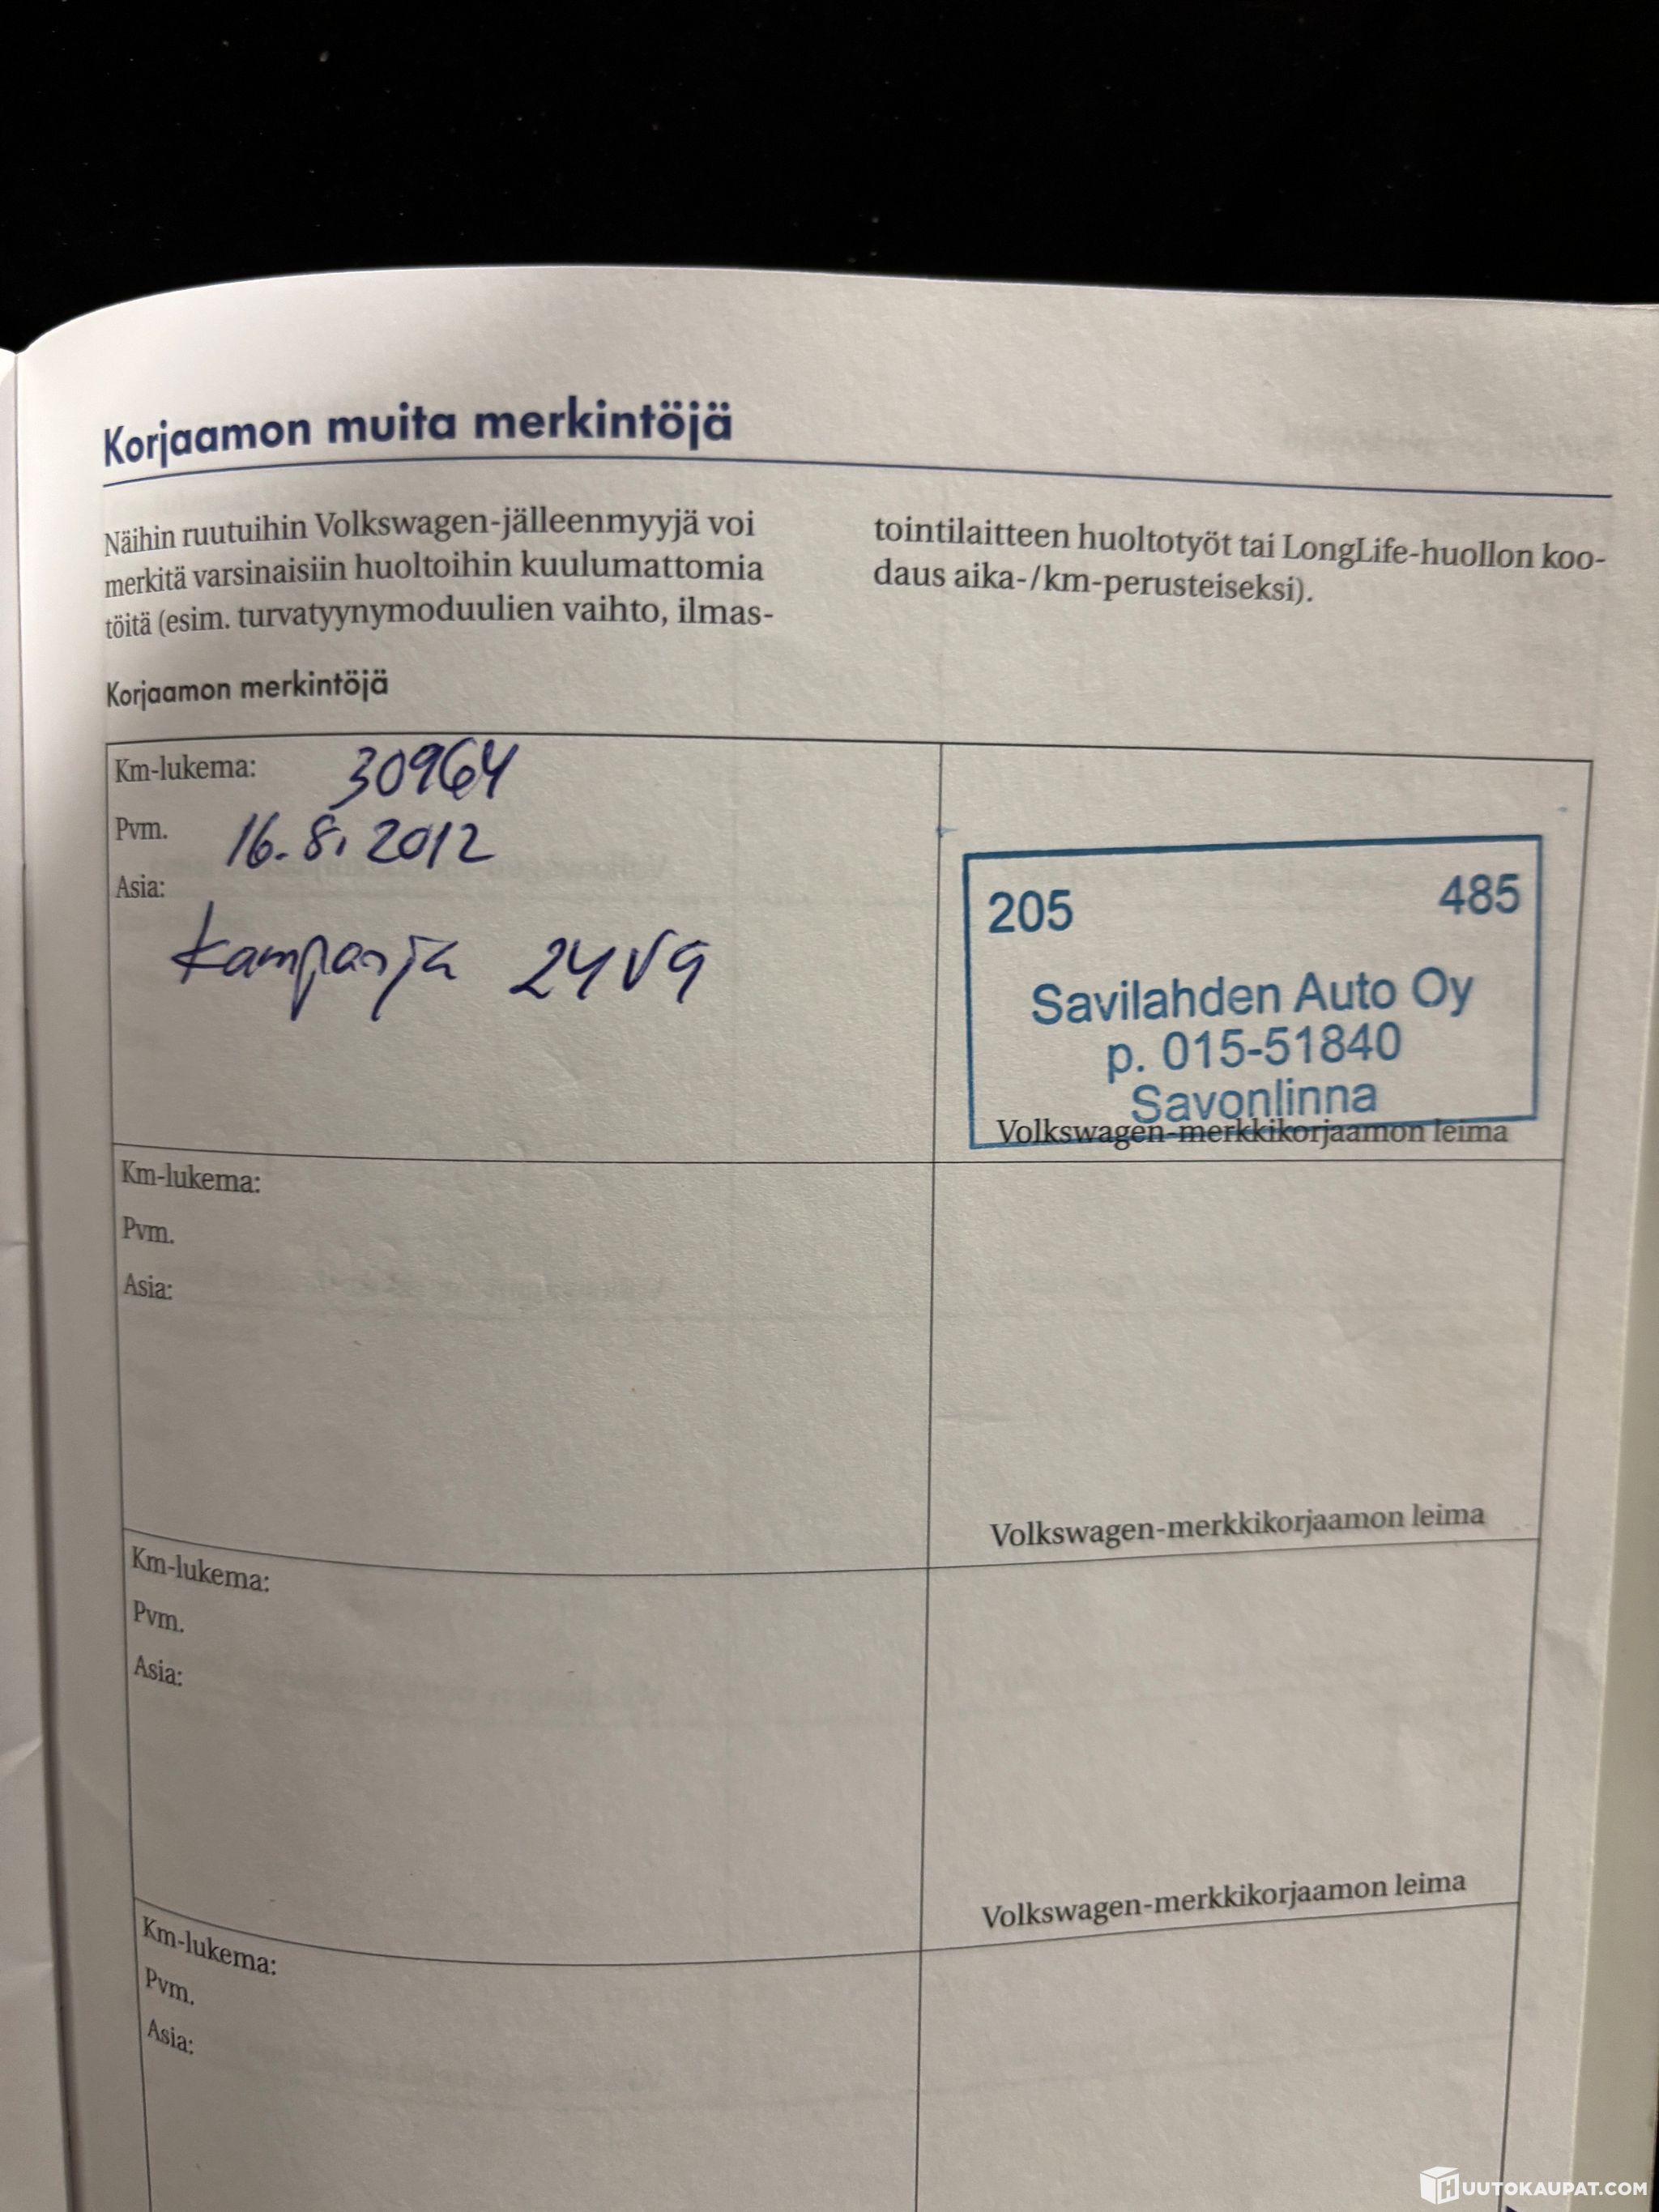 Korjaamon muita merkintöjä
Näihin ruutuihin Volkswagen-jälleenmyyjä voi
merkitä varsinaisiin huoltoihin kuulumattomia
töitä (esim. turvatyynymoduulien vaihto, ilmas-
tointilaitteen huoltotyöt tai LongLife-huollon koo-
daus aika-/km-perusteiseksi).
Korjaamon merkintöjä
Km-lukema: 30964
Pvm. 16.8.2012
Asia:
kampanja 24V9
205 485
Savilahden Auto Oy
p. 015-51840
Savonlinna
Volkswagen-merkkikorjaamon leima
Km-lukema:
Pvm.
Asia:
Volkswagen-merkkikorjaamon leima
Km-lukema:
Pvm.
Asia:
Volkswagen-merkkikorjaamon leima
Km-lukema:
Pvm.
Asia:
HUUTOKAUPAT.COM